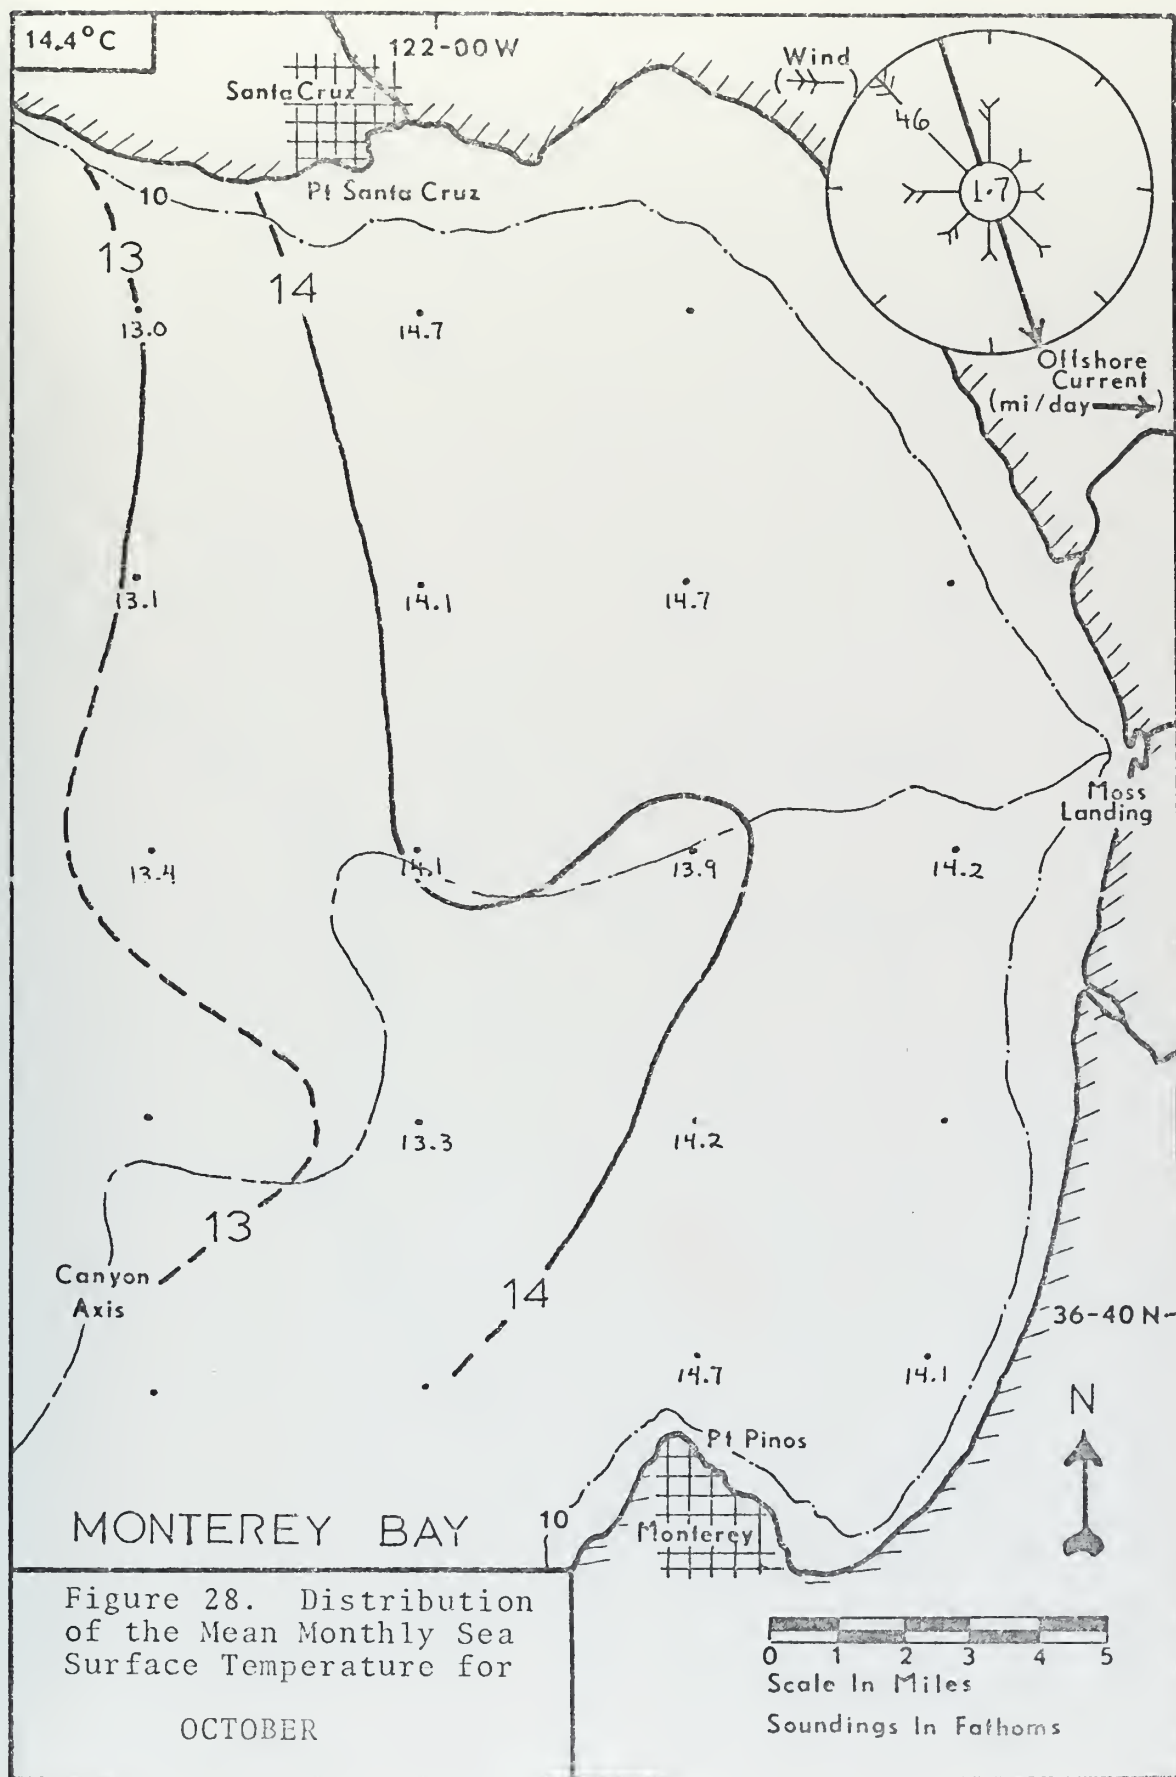 14.4°C
122-00 W
Santa Cruz
Wind
46
1.7
Pt Santa Cruz
10
13
14
13.0
14.7
Offshore
Current
(mi/day )
13.1
14.1
14.7
Moss
Landing
13.4
14.1
13.9
14.2
13.3
14.2
13
Canyon
Axis
14
36-40 N
14.7
14.1
N
Pt Pinos
MONTEREY BAY
10
Monterey
Figure 28. Distribution
of the Mean Monthly Sea
Surface Temperature for
OCTOBER
0 1 2 3 4 5
Scale In Miles
Soundings In Fathoms